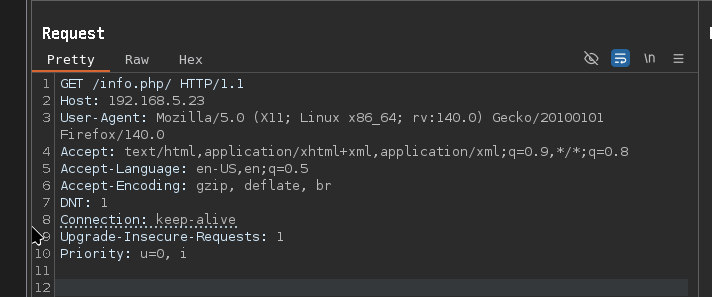 Request
Pretty Raw Hex \n
1 GET /info.php/ HTTP/1.1
2 Host: 192.168.5.23
3 User-Agent: Mozilla/5.0 (X11; Linux x86_64; rv:140.0) Gecko/20100101
Firefox/140.0
4 Accept: text/html,application/xhtml+xml,application/xml;q=0.9,*/*;q=0.8
5 Accept-Language: en-US,en;q=0.5
6 Accept-Encoding: gzip, deflate, br
7 DNT: 1
8 Connection: keep-alive
9 Upgrade-Insecure-Requests: 1
10 Priority: u=0, i
11
12